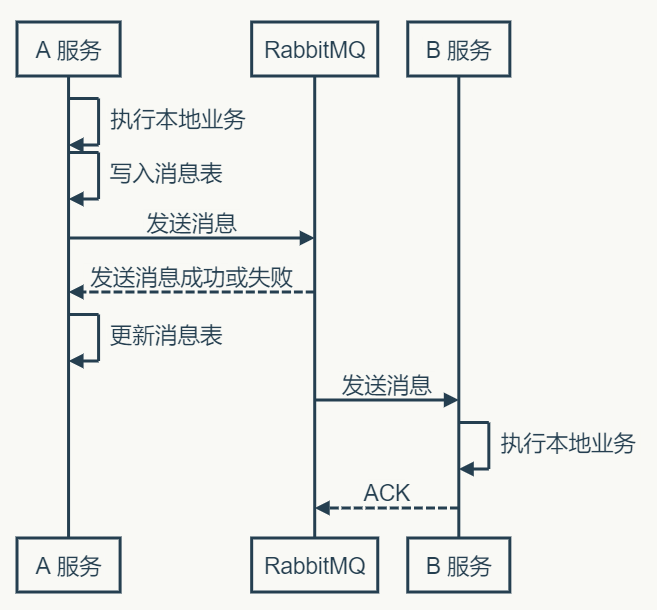 A 服务
RabbitMQ
B 服务
执行本地业务
写入消息表
发送消息
发送消息成功或失败
更新消息表
发送消息
执行本地业务
ACK
A 服务
RabbitMQ
B 服务